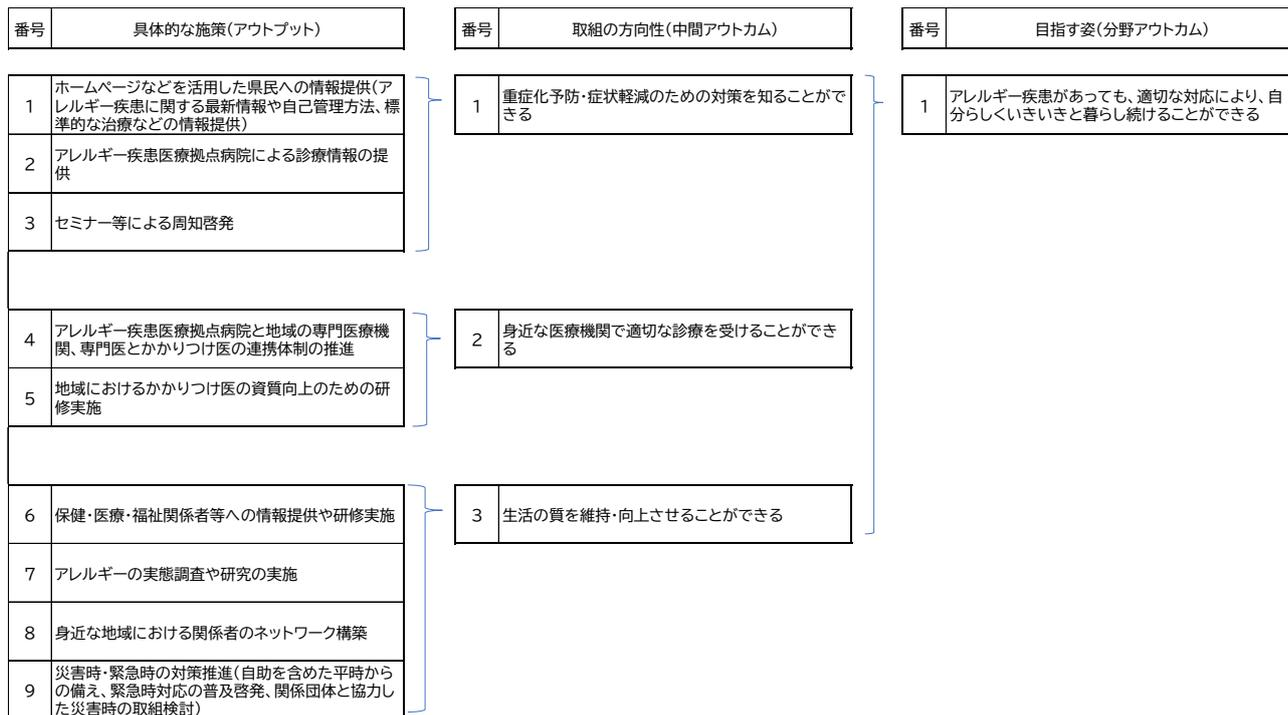 番号
具体的な施策(アウトプット)
番号
取組の方向性(中間アウトカム)
番号
目指す姿(分野アウトカム)
1
ホームページなどを活用した県民への情報提供(ア
レルギー疾患に関する最新情報や自己管理方法、標
準的な治療などの情報提供)
2
アレルギー疾患医療拠点病院による診療情報の提
供
3
セミナー等による周知啓発
1
重症化予防・症状軽減のための対策を知ることがで
きる
1
アレルギー疾患があっても、適切な対応により、自
分らしくいきいきと暮らし続けることができる
4
アレルギー疾患医療拠点病院と地域の専門医療機
関、専門医とかかりつけ医の連携体制の推進
5
地域におけるかかりつけ医の資質向上のための研
修実施
2
身近な医療機関で適切な診療を受けることができ
る
6
保健・医療・福祉関係者等への情報提供や研修実施
7
アレルギーの実態調査や研究の実施
8
身近な地域における関係者のネットワーク構築
9
災害時・緊急時の対策推進(自助を含めた平時から
の備え、緊急時対応の普及啓発、関係団体と協力し
た災害時の取組検討)
3
生活の質を維持・向上させることができる